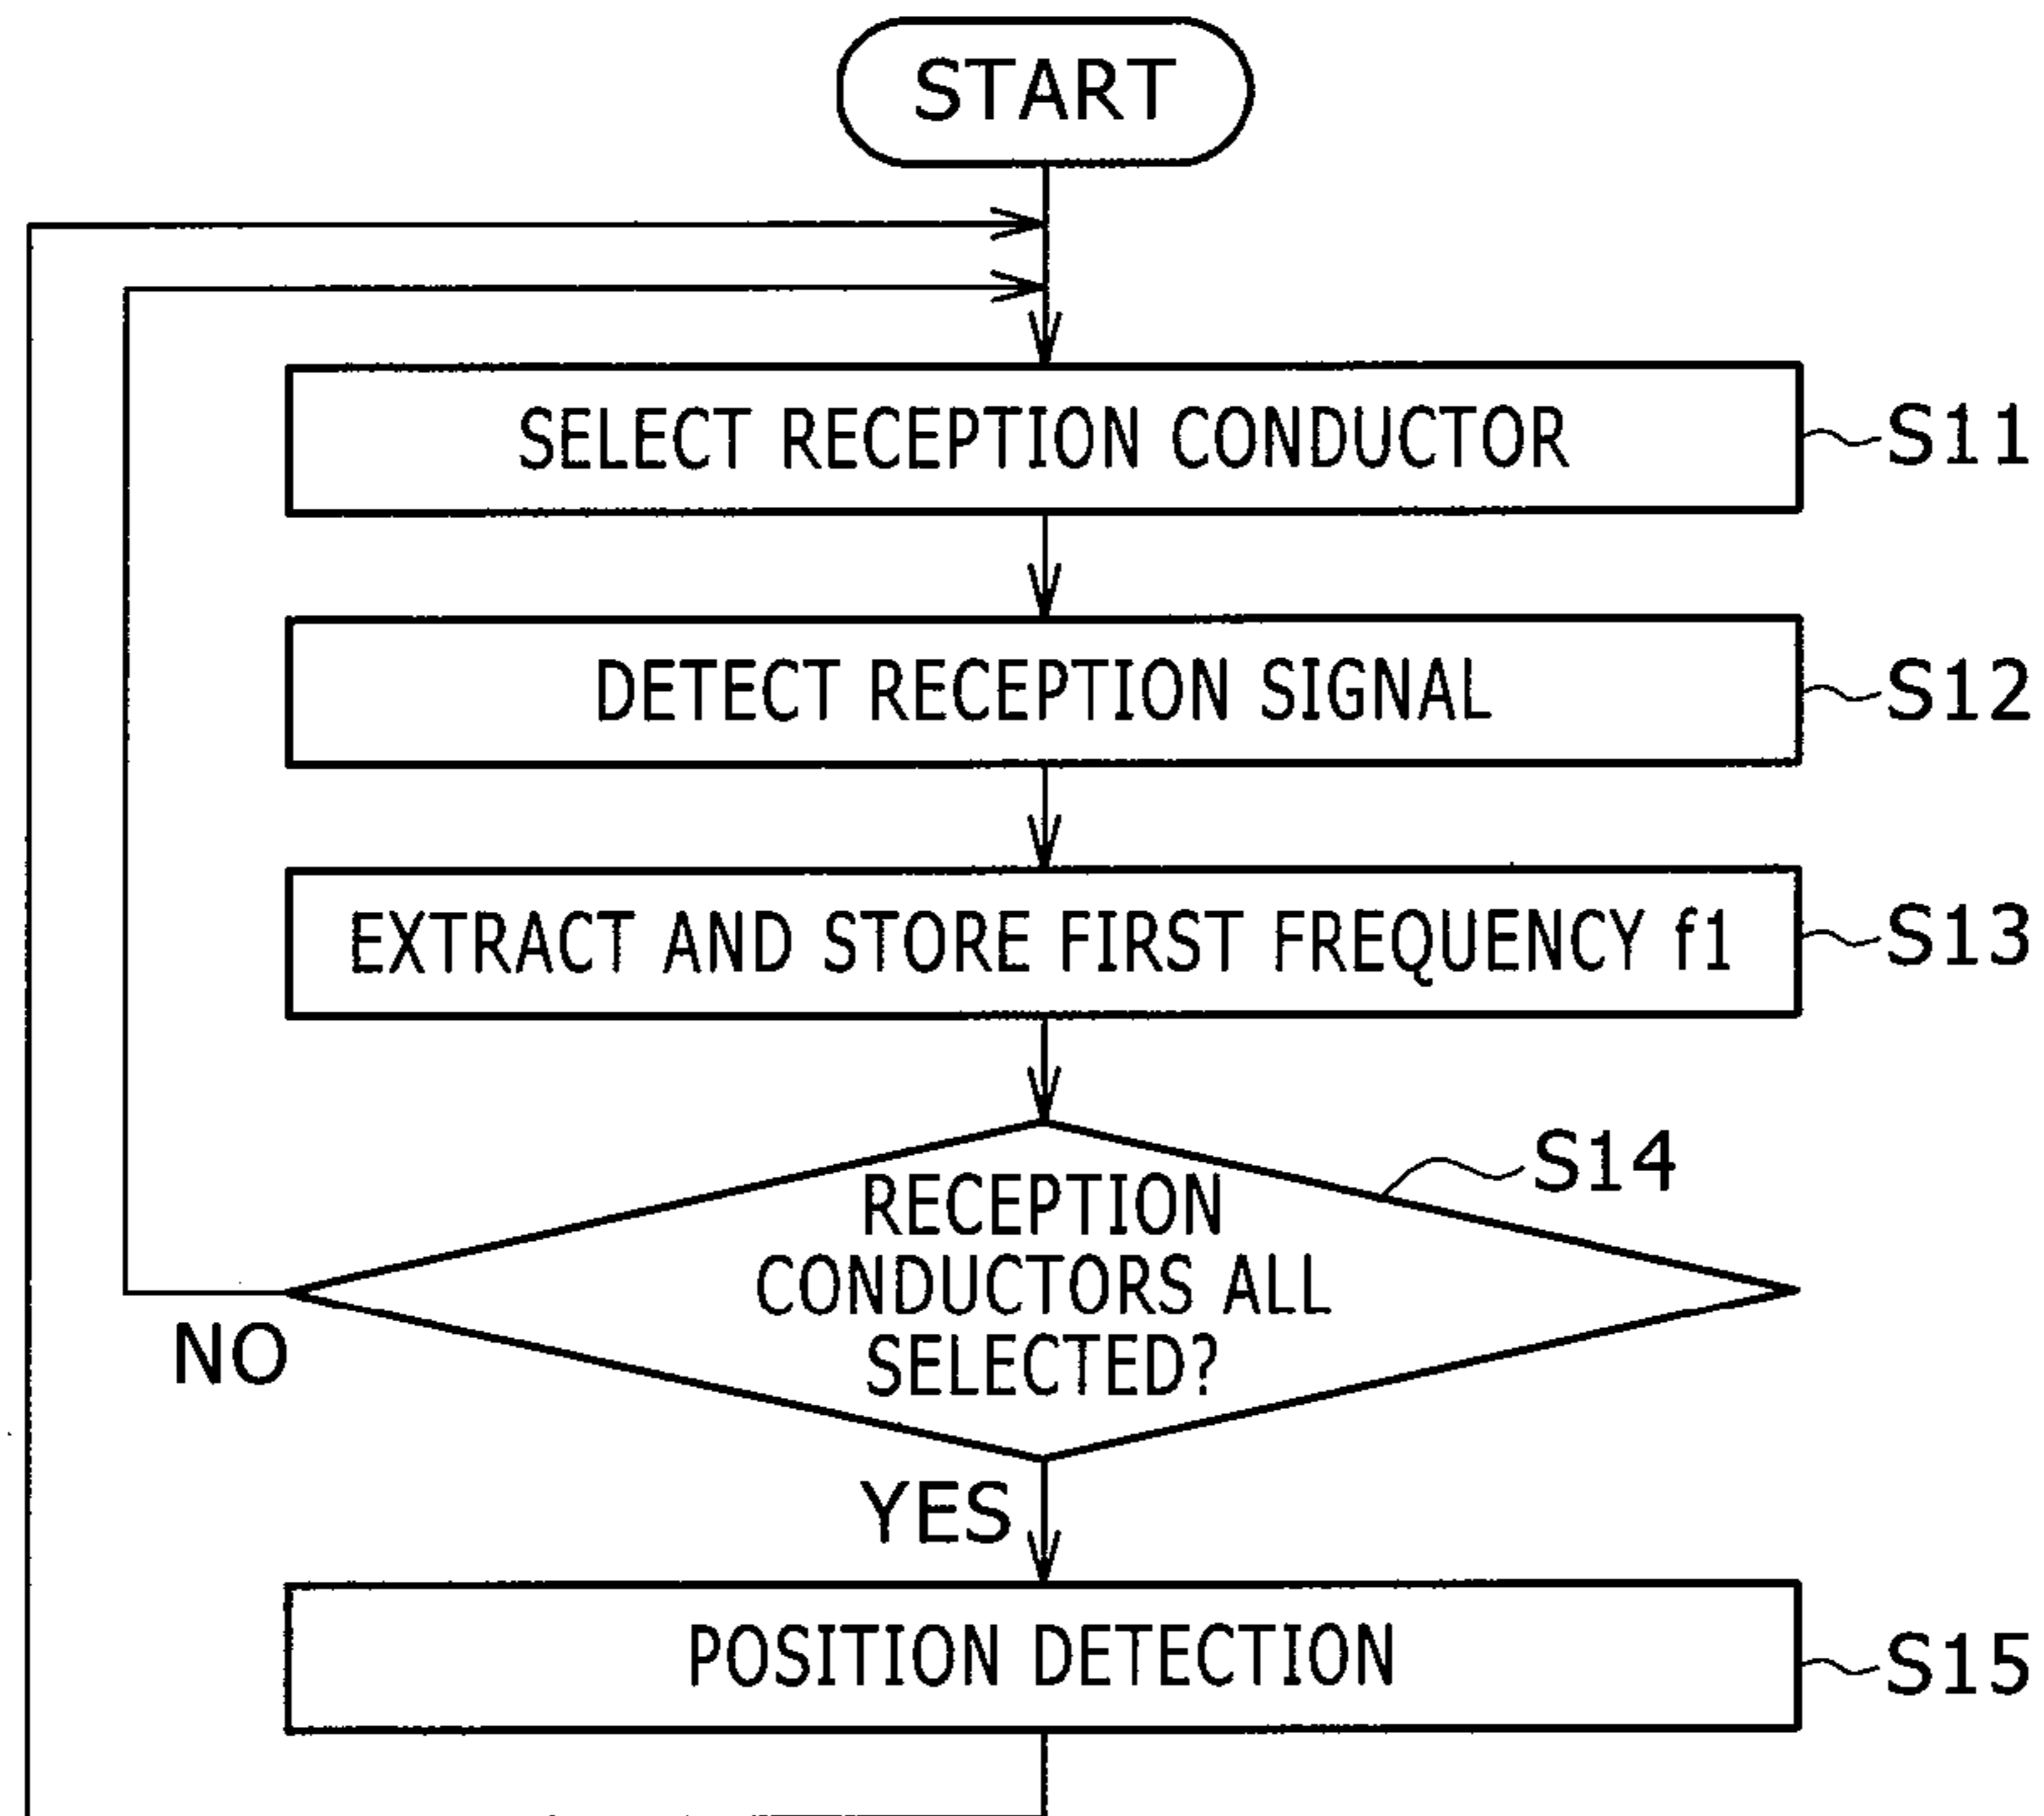 START
SELECT RECEPTION CONDUCTOR
S11
DETECT RECEPTION SIGNAL
S12
EXTRACT AND STORE FIRST FREQUENCY f1
S13
S14
RECEPTION
CONDUCTORS ALL
SELECTED?
NO
YES
POSITION DETECTION
S15